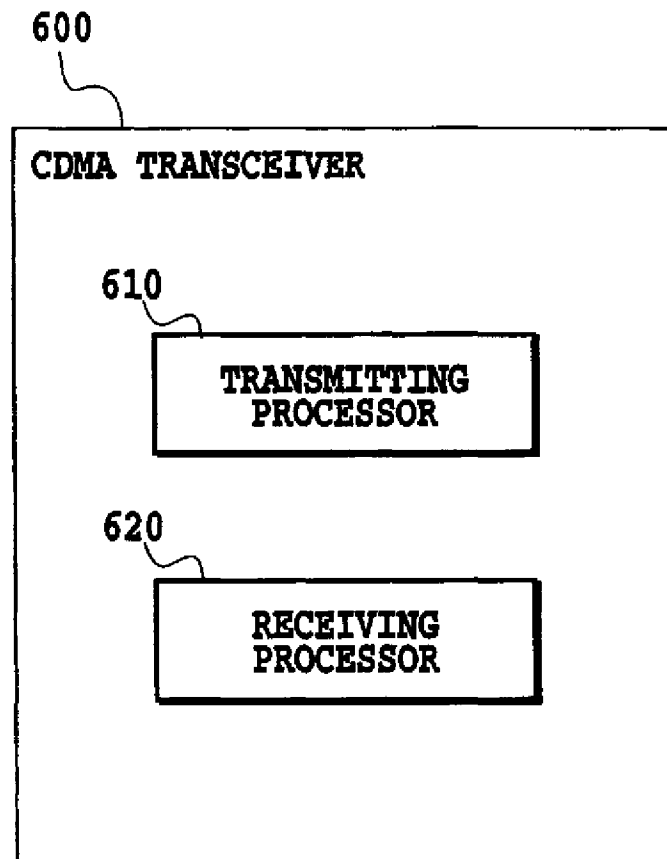 600
CDMA TRANSCEIVER
610
TRANSMITTING
PROCESSOR
620
RECEIVING
PROCESSOR